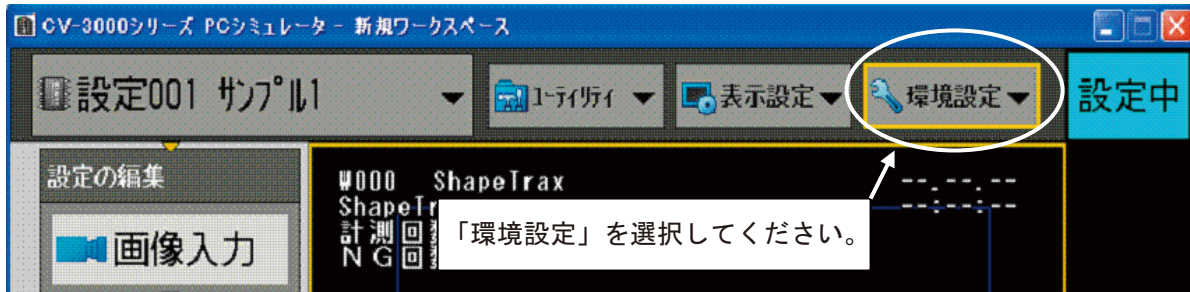 CV-3000シリーズ PCシミュレータ - 新規ワークスペース
設定001 サンプル1
ユーティリティ
表示設定
環境設定
設定中
設定の編集
W000 ShapeTrax
--.--.--
ShapeTr
--:--:--
計測回
「環境設定」を選択してください。
NG回
画像入力